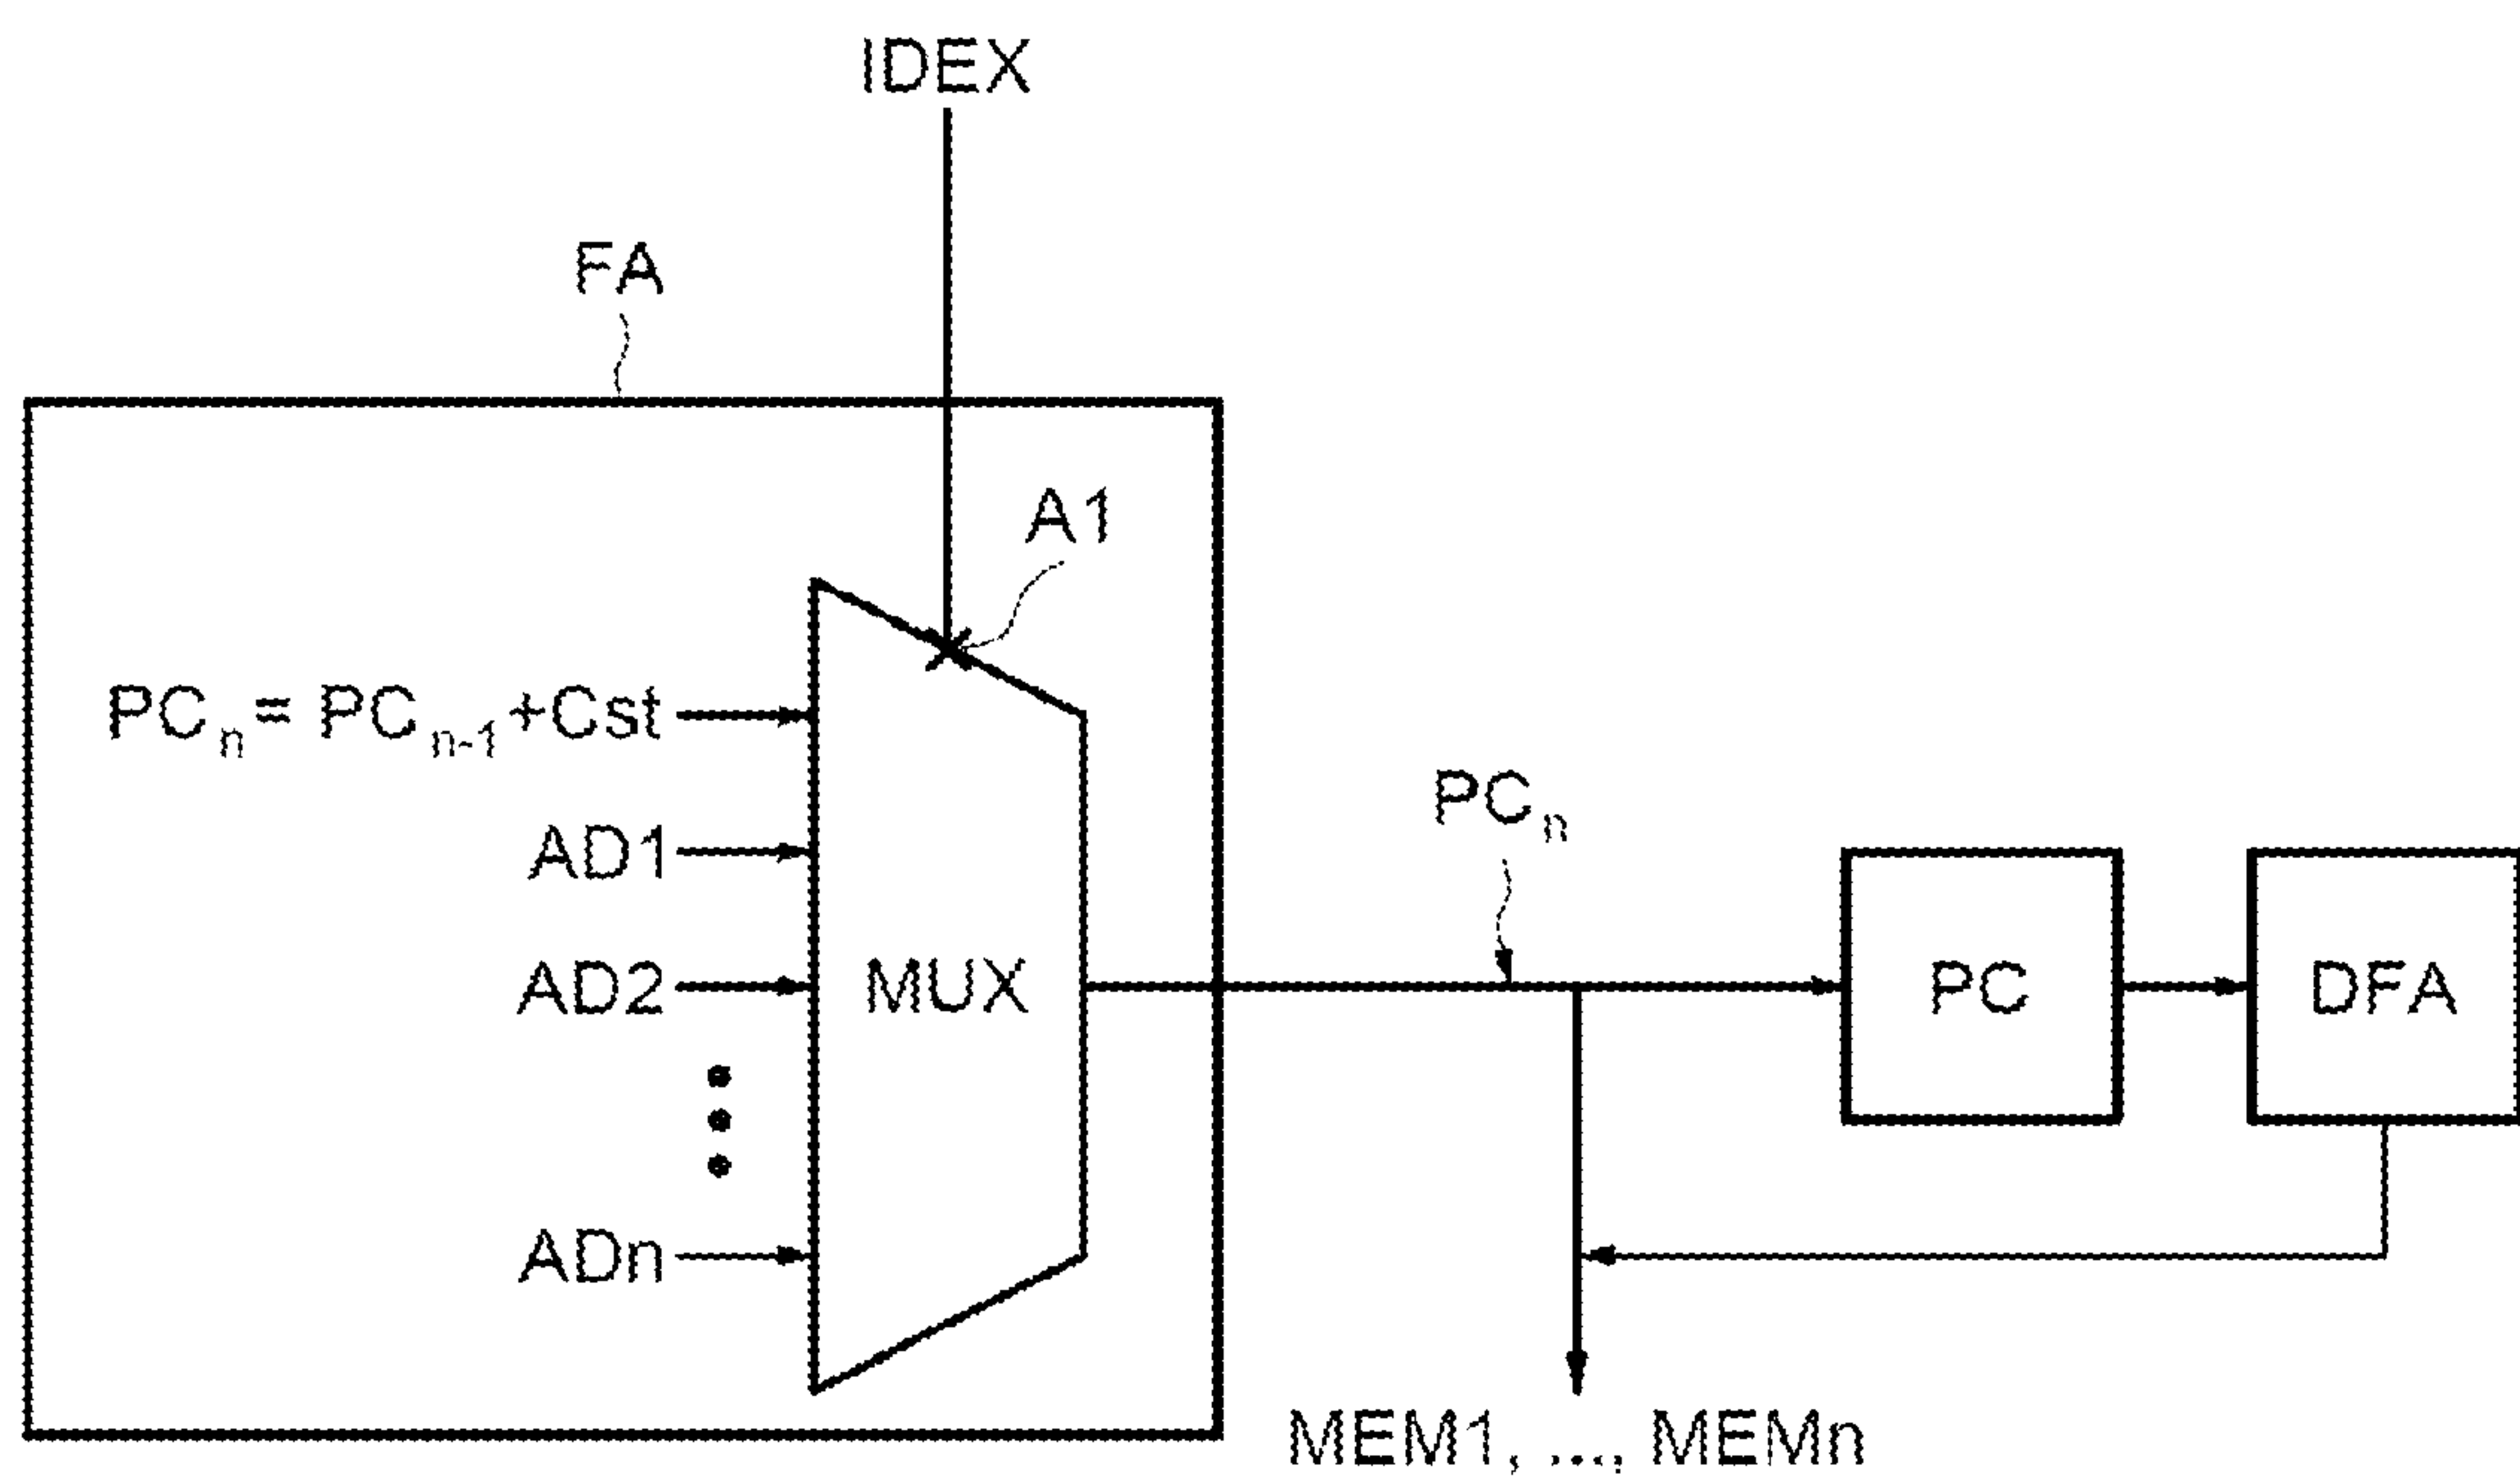 IDEX
FA
A1
PCn= PCn-1+Cst
PCn
AD1
AD2
MUX
PC
DFA
ADn
MEM1, ..., MEMn